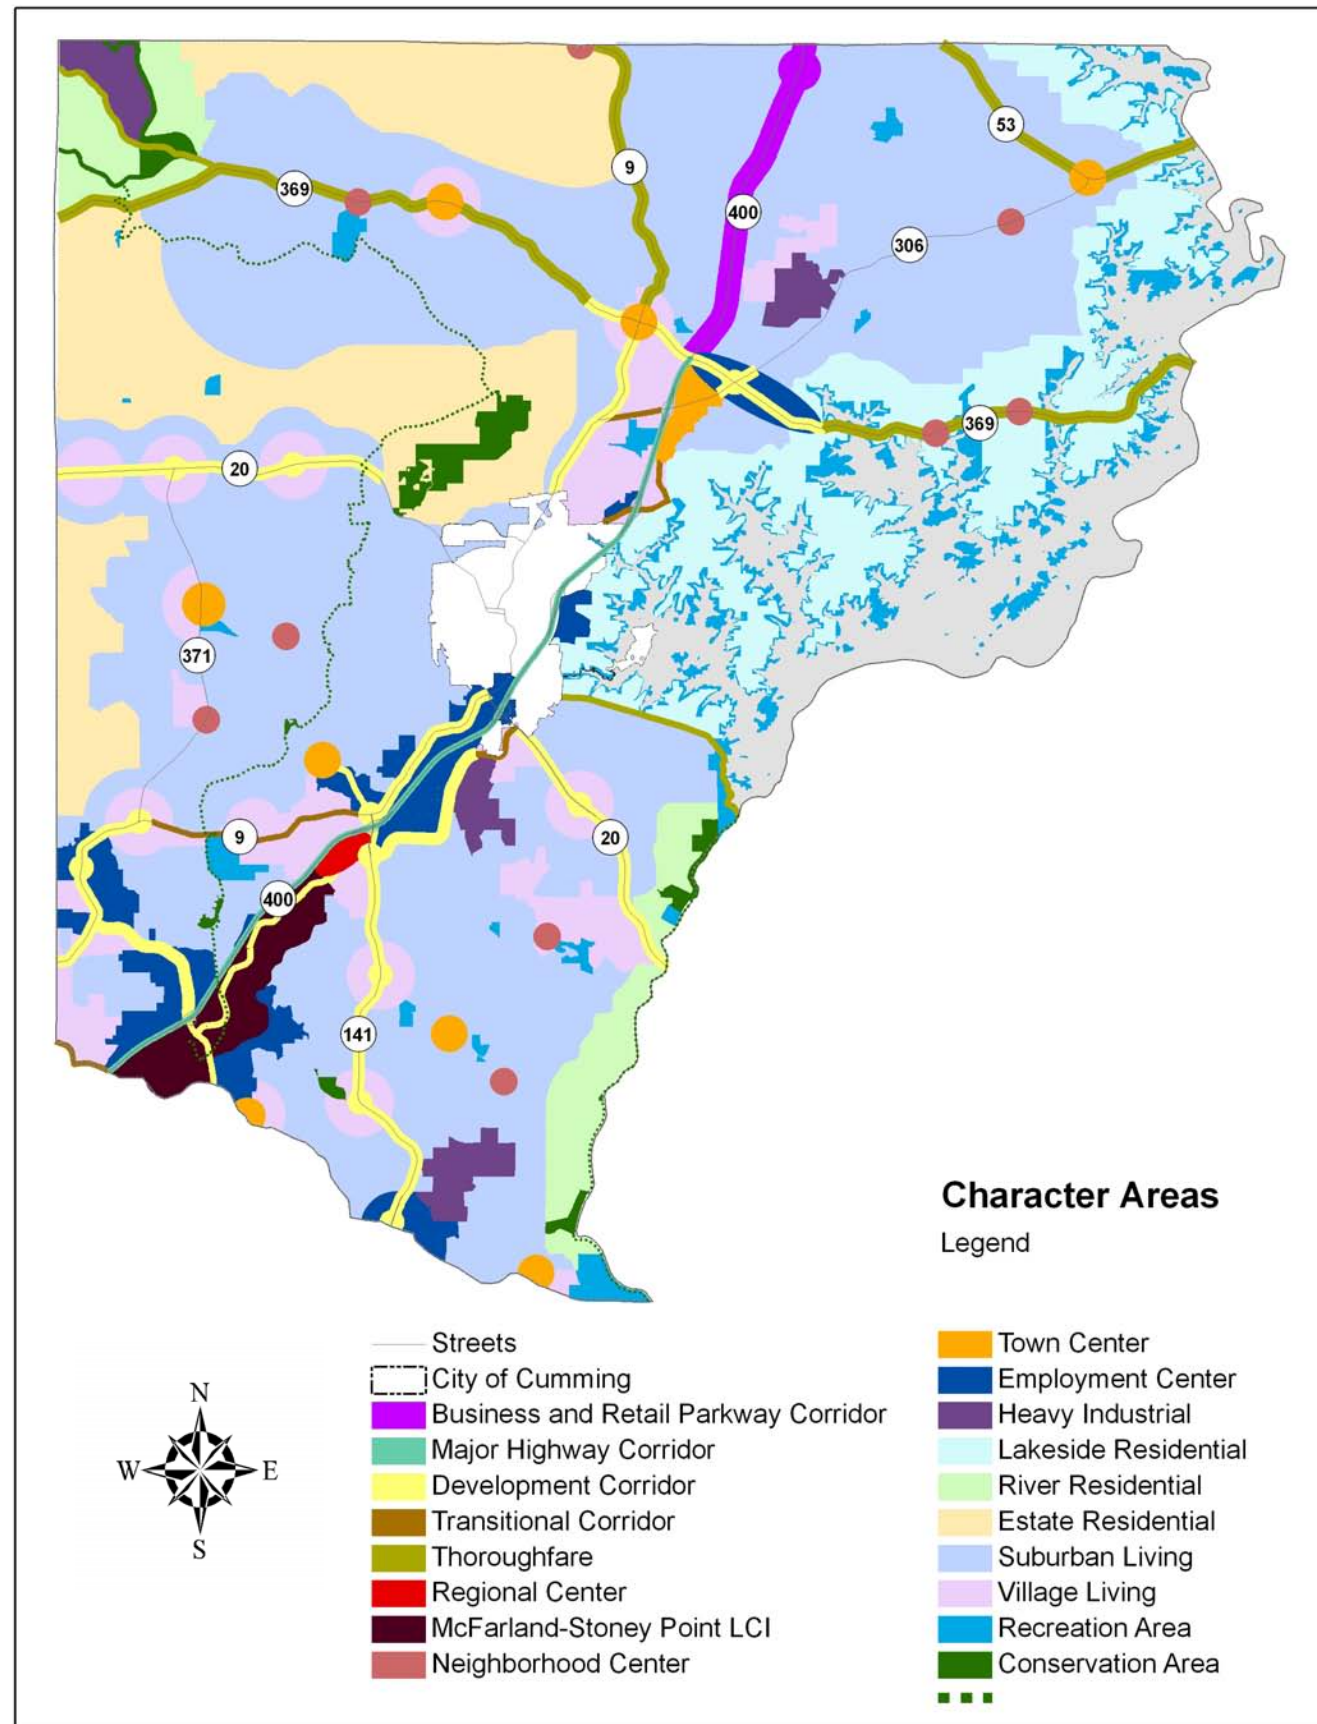 53
9
369
400
306
369
20
371
9
20
400
141
Character Areas
Legend
Streets
City of Cumming
Business and Retail Parkway Corridor
Major Highway Corridor
Development Corridor
Transitional Corridor
Thoroughfare
Regional Center
McFarland-Stoney Point LCI
Neighborhood Center
Town Center
Employment Center
Heavy Industrial
Lakeside Residential
River Residential
Estate Residential
Suburban Living
Village Living
Recreation Area
Conservation Area
N
W E
S